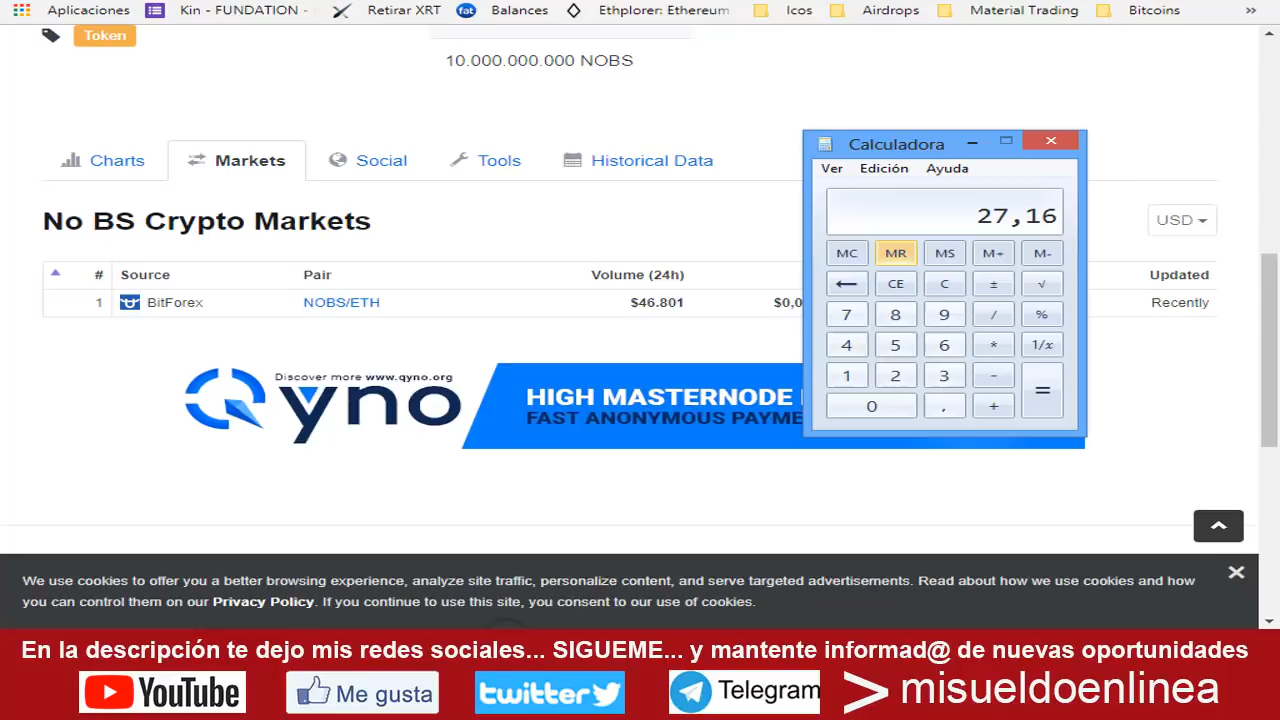 Aplicaciones Kin - FUNDATION - Retirar XRT fat Balances Ethplorer: Ethereum Icos Airdrops Material Trading Bitcoins »
Token
10.000.000.000 NOBS
Charts Markets Social Tools Historical Data
No BS Crypto Markets
USD
# Source Pair Volume (24h) Updated
1 BitForex NOBS/ETH $46.801 $0,0 Recently
Calculadora
Ver Edición Ayuda
27,16
MC MR MS M+ M-
← CE C ± √
7 8 9 / %
4 5 6 * 1/x
1 2 3 - =
0 , +
Discover more www.qyno.org
Qyno
HIGH MASTERNODE
FAST ANONYMOUS PAYME
We use cookies to offer you a better browsing experience, analyze site traffic, personalize content, and serve targeted advertisements. Read about how we use cookies and how
you can control them on our Privacy Policy. If you continue to use this site, you consent to our use of cookies.
En la descripción te dejo mis redes sociales... SIGUEME... y mantente informad@ de nuevas oportunidades
YouTube Me gusta twitter Telegram > misueldoenlinea